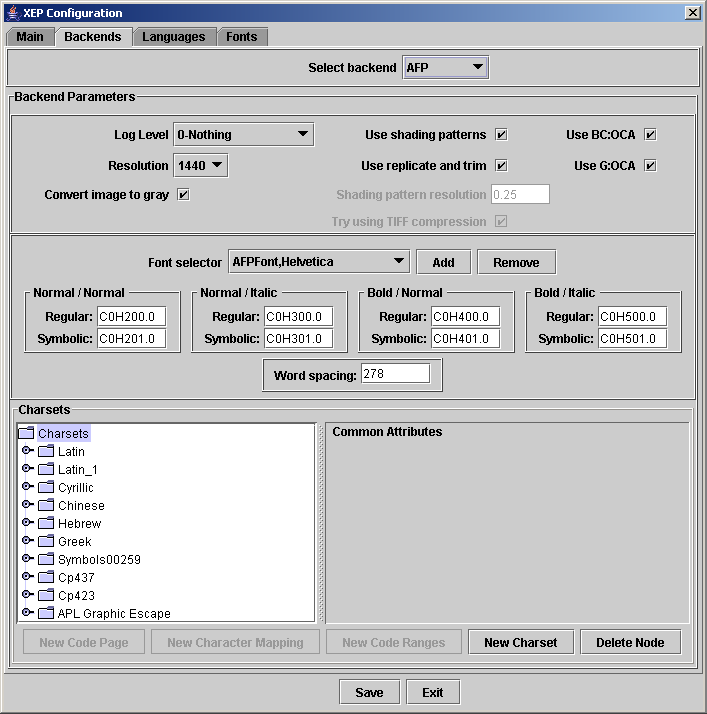 XEP Configuration
Main Backends Languages Fonts
Select backend AFP
Backend Parameters
Log Level 0-Nothing Use shading patterns Use BC:OCA
Resolution 1440 Use replicate and trim Use G:OCA
Convert image to gray Shading pattern resolution 0.25
Try using TIFF compression
Font selector AFPFont,Helvetica Add Remove
Normal / Normal Normal / Italic Bold / Normal Bold / Italic
Regular: C0H200.0 Regular: C0H300.0 Regular: C0H400.0 Regular: C0H500.0
Symbolic: C0H201.0 Symbolic: C0H301.0 Symbolic: C0H401.0 Symbolic: C0H501.0
Word spacing: 278
Charsets
Charsets Common Attributes
Latin
Latin_1
Cyrillic
Chinese
Hebrew
Greek
Symbols00259
Cp437
Cp423
APL Graphic Escape
New Code Page New Character Mapping New Code Ranges New Charset Delete Node
Save Exit